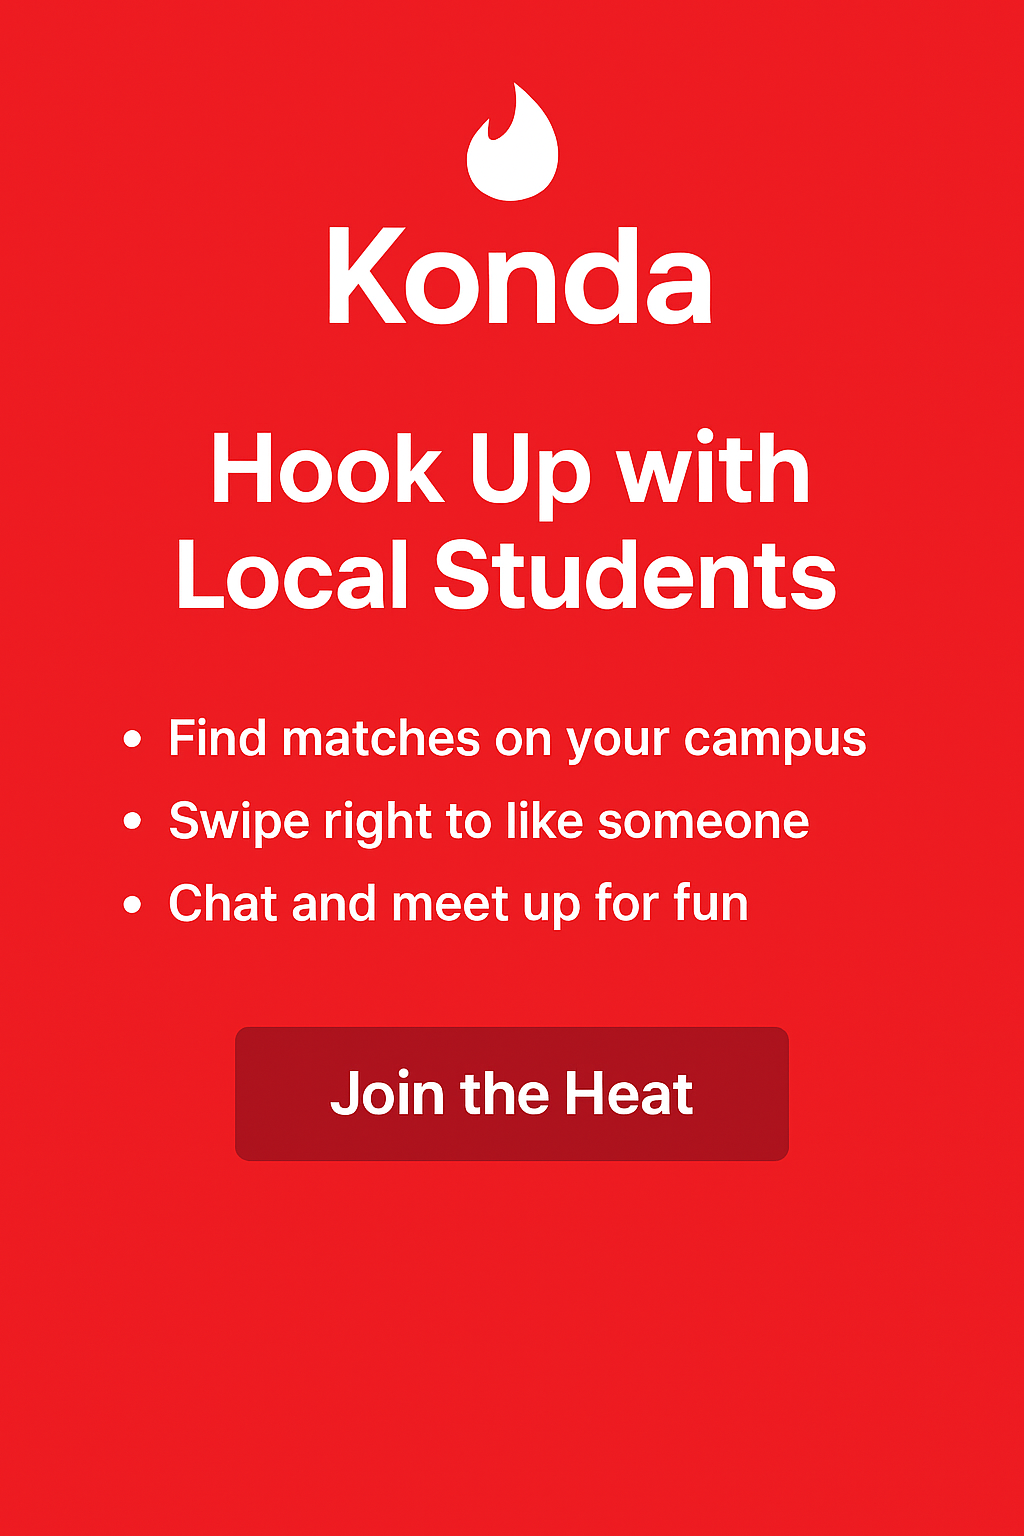 Konda
Hook Up with
Local Students
• Find matches on your campus
• Swipe right to like someone
• Chat and meet up for fun
Join the Heat